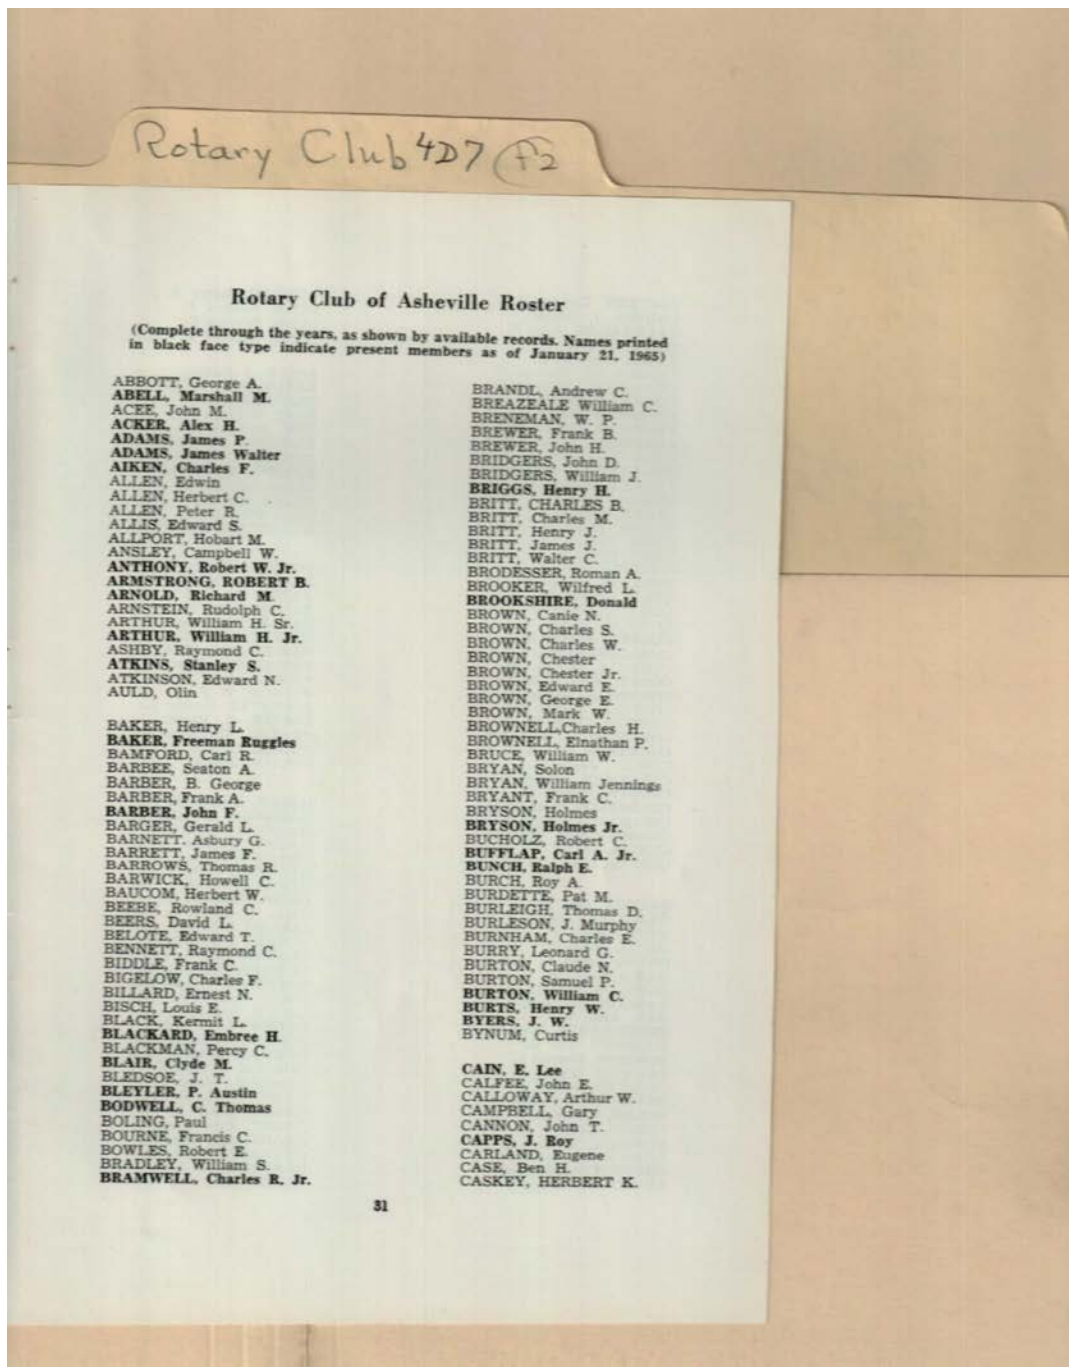 Rotary Club 4D7 f2
Rotary Club of Asheville Roster
(Complete through the years, as shown by available records. Names printed
in black face type indicate present members as of January 21, 1965)
ABBOTT, George A.
ABELL, Marshall M.
ACEE, John M.
ACKER, Alex H.
ADAMS, James P.
ADAMS, James Walter
AIKEN, Charles F.
ALLEN, Edwin
ALLEN, Herbert C.
ALLEN, Peter R.
ALLIS, Edward S.
ALLPORT, Hobart M.
ANSLEY, Campbell W.
ANTHONY, Robert W. Jr.
ARMSTRONG, ROBERT B.
ARNOLD, Richard M.
ARNSTEIN, Rudolph C.
ARTHUR, William H. Sr.
ARTHUR, William H. Jr.
ASHBY, Raymond C.
ATKINS, Stanley S.
ATKINSON, Edward N.
AULD, Olin
BAKER, Henry L.
BAKER, Freeman Ruggles
BAMFORD, Carl R.
BARBEE, Seaton A.
BARBER, B. George
BARBER, Frank A.
BARBER, John F.
BARGER, Gerald L.
BARNETT. Asbury G.
BARRETT, James F.
BARROWS, Thomas R.
BARWICK, Howell C.
BAUCOM, Herbert W.
BEEBE, Rowland C.
BEERS, David L.
BELOTE, Edward T.
BENNETT, Raymond C.
BIDDLE, Frank C.
BIGELOW, Charles F.
BILLARD, Ernest N.
BISCH, Louis E.
BLACK, Kermit L.
BLACKARD, Embree H.
BLACKMAN, Percy C.
BLAIR, Clyde M.
BLEDSOE, J. T.
BLEYLER, P. Austin
BODWELL, C. Thomas
BOLING, Paul
BOURNE, Francis C.
BOWLES, Robert E.
BRADLEY, William S.
BRAMWELL, Charles R. Jr.
BRANDL, Andrew C.
BREAZEALE William C.
BRENEMAN, W. P.
BREWER, Frank B.
BREWER, John H.
BRIDGERS, John D.
BRIDGERS, William J.
BRIGGS, Henry H.
BRITT, CHARLES B.
BRITT, Charles M.
BRITT, Henry J.
BRITT, James J.
BRITT, Walter C.
BRODESSER, Roman A.
BROOKER, Wilfred L.
BROOKSHIRE, Donald
BROWN, Canie N.
BROWN, Charles S.
BROWN, Charles W.
BROWN, Chester
BROWN, Chester Jr.
BROWN, Edward E.
BROWN, George E.
BROWN, Mark W.
BROWNELL,Charles H.
BROWNELL, Elnathan P.
BRUCE, William W.
BRYAN, Solon
BRYAN, William Jennings
BRYANT, Frank C.
BRYSON, Holmes
BRYSON, Holmes Jr.
BUCHOLZ, Robert C.
BUFFLAP, Carl A. Jr.
BUNCH, Ralph E.
BURCH, Roy A.
BURDETTE, Pat M.
BURLEIGH, Thomas D.
BURLESON, J. Murphy
BURNHAM, Charles E.
BURRY, Leonard G.
BURTON, Claude N.
BURTON, Samuel P.
BURTON, William C.
BURTS, Henry W.
BYERS, J. W.
BYNUM, Curtis
CAIN, E. Lee
CALFEE, John E.
CALLOWAY, Arthur W.
CAMPBELL, Gary
CANNON, John T.
CAPPS, J. Roy
CARLAND, Eugene
CASE, Ben H.
CASKEY, HERBERT K.
31